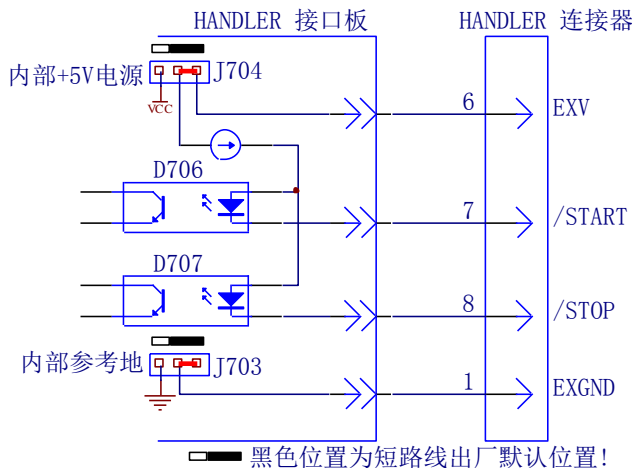 HANDLER 接口板
HANDLER 连接器
内部+5V电源
J704
VCC
6
EXV
D706
7
/START
D707
8
/STOP
内部参考地
J703
1
EXGND
黑色位置为短路线出厂默认位置!